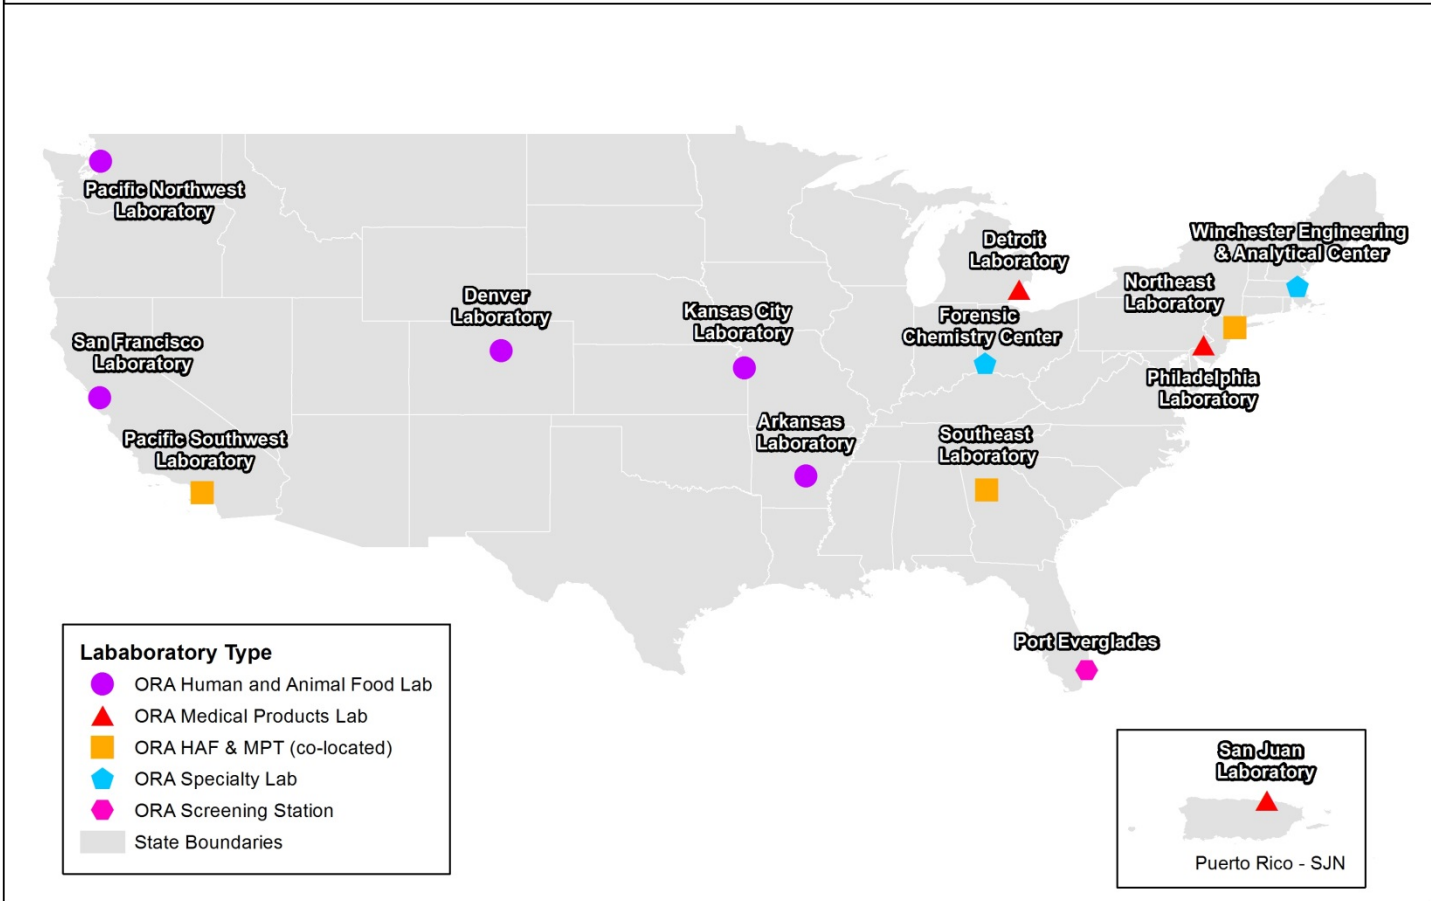 Pacific Northwest
Laboratory
San Francisco
Laboratory
Pacific Southwest
Laboratory
Denver
Laboratory
Kansas City
Laboratory
Arkansas
Laboratory
Detroit
Laboratory
Forensic
Chemistry Center
Southeast
Laboratory
Winchester Engineering
& Analytical Center
Northeast
Laboratory
Philadelphia
Laboratory
Port Everglades
San Juan
Laboratory
Puerto Rico - SJN
Lababoratory Type
ORA Human and Animal Food Lab
ORA Medical Products Lab
ORA HAF & MPT (co-located)
ORA Specialty Lab
ORA Screening Station
State Boundaries